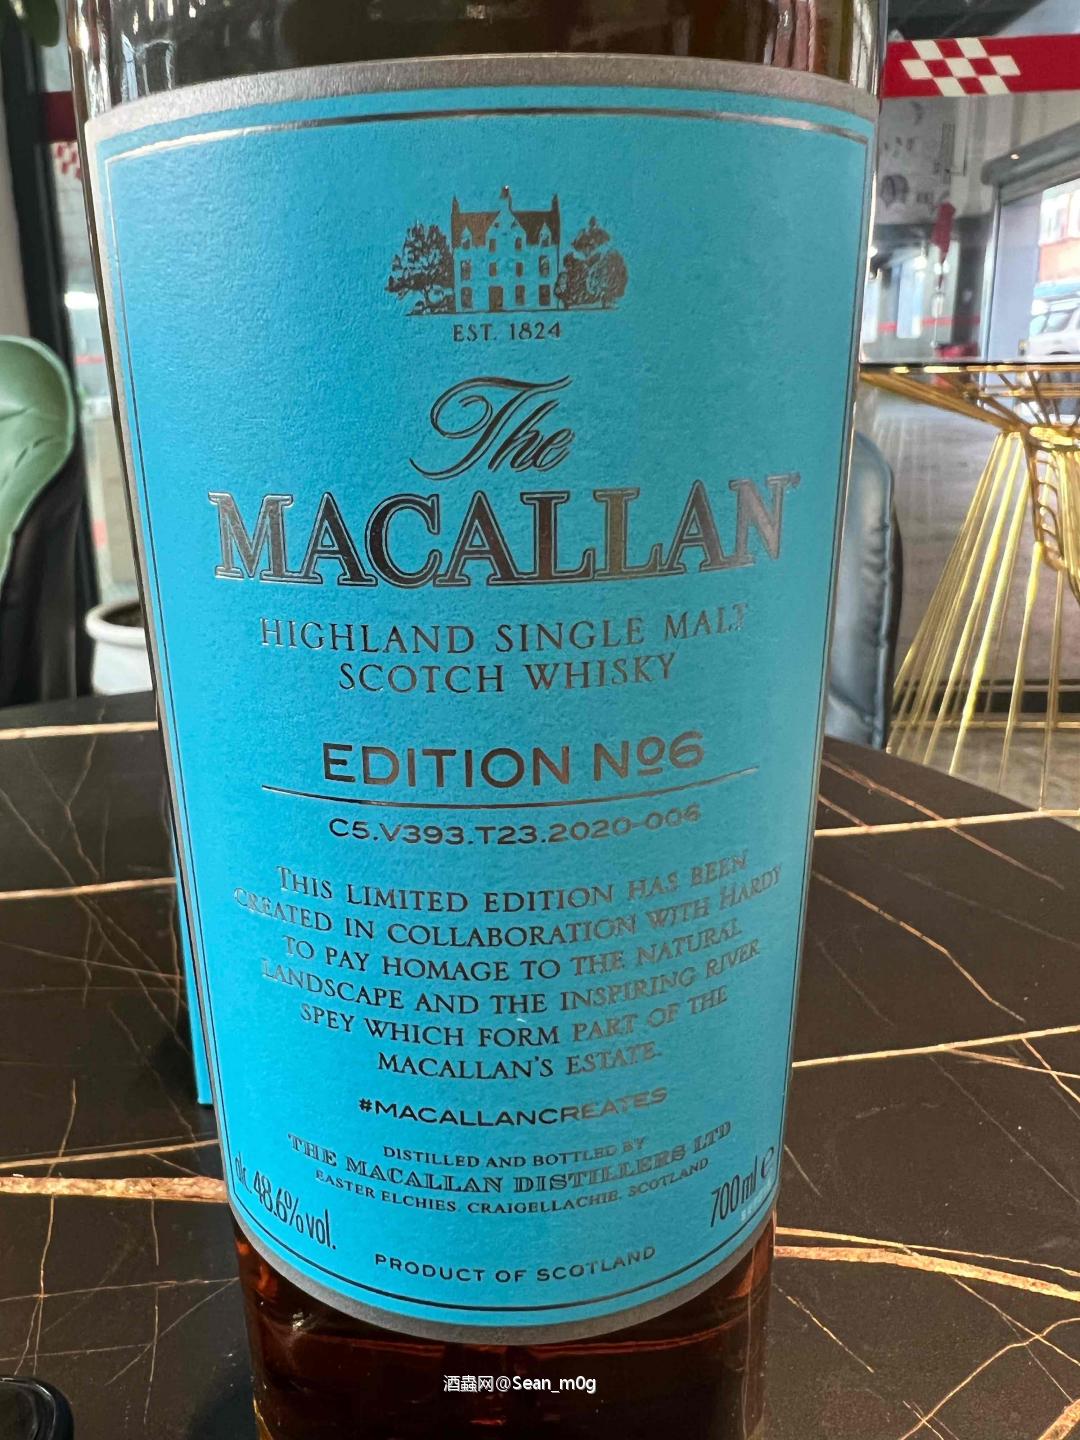 EST. 1824
The
MACALLAN
HIGHLAND SINGLE MALT
SCOTCH WHISKY
EDITION Nº6
C5.V393.T23.2020-006
THIS LIMITED EDITION HAS BEEN
CREATED IN COLLABORATION WITH HARDY
TO PAY HOMAGE TO THE NATURAL
LANDSCAPE AND THE INSPIRING RIVER
SPEY WHICH FORM PART OF THE
MACALLAN'S ESTATE.
#MACALLANCREATES
DISTILLED AND BOTTLED BY
THE MACALLAN DISTILLERS LTD
EASTER ELCHIES, CRAIGELLACHIE, SCOTLAND
alc. 48.6% vol.
700 ml e
PRODUCT OF SCOTLAND
酒蟲网@Sean_m0g